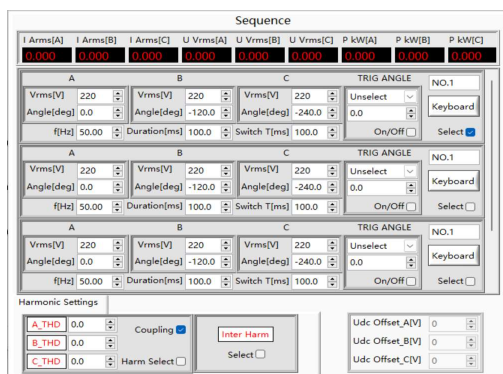 Sequence
I Arms[A] I Arms[B] I Arms[C] U Vrms[A] U Vrms[B] U Vrms[C] P kW[A] P kW[B] P kW[C]
0.000 0.000 0.000 0.000 0.000 0.000 0.000 0.000 0.000
A B C TRIG ANGLE NO.1
Vrms[V] 220 Vrms[V] 220 Vrms[V] 220 Unselect
Angle[deg] 0.0 Angle[deg] -120.0 Angle[deg] -240.0 0.0 Keyboard
f[Hz] 50.00 Duration[ms] 100.0 Switch T[ms] 100.0 On/Off Select
A B C TRIG ANGLE NO.1
Vrms[V] 220 Vrms[V] 220 Vrms[V] 220 Unselect
Angle[deg] 0.0 Angle[deg] -120.0 Angle[deg] -240.0 0.0 Keyboard
f[Hz] 50.00 Duration[ms] 100.0 Switch T[ms] 100.0 On/Off Select
A B C TRIG ANGLE NO.1
Vrms[V] 220 Vrms[V] 220 Vrms[V] 220 Unselect
Angle[deg] 0.0 Angle[deg] -120.0 Angle[deg] -240.0 0.0 Keyboard
f[Hz] 50.00 Duration[ms] 100.0 Switch T[ms] 100.0 On/Off Select
Harmonic Settings
A_THD 0.0 Coupling Inter Harm Udc Offset_A[V] 0
B_THD 0.0 Udc Offset_B[V] 0
C_THD 0.0 Harm Select Select Udc Offset_C[V] 0